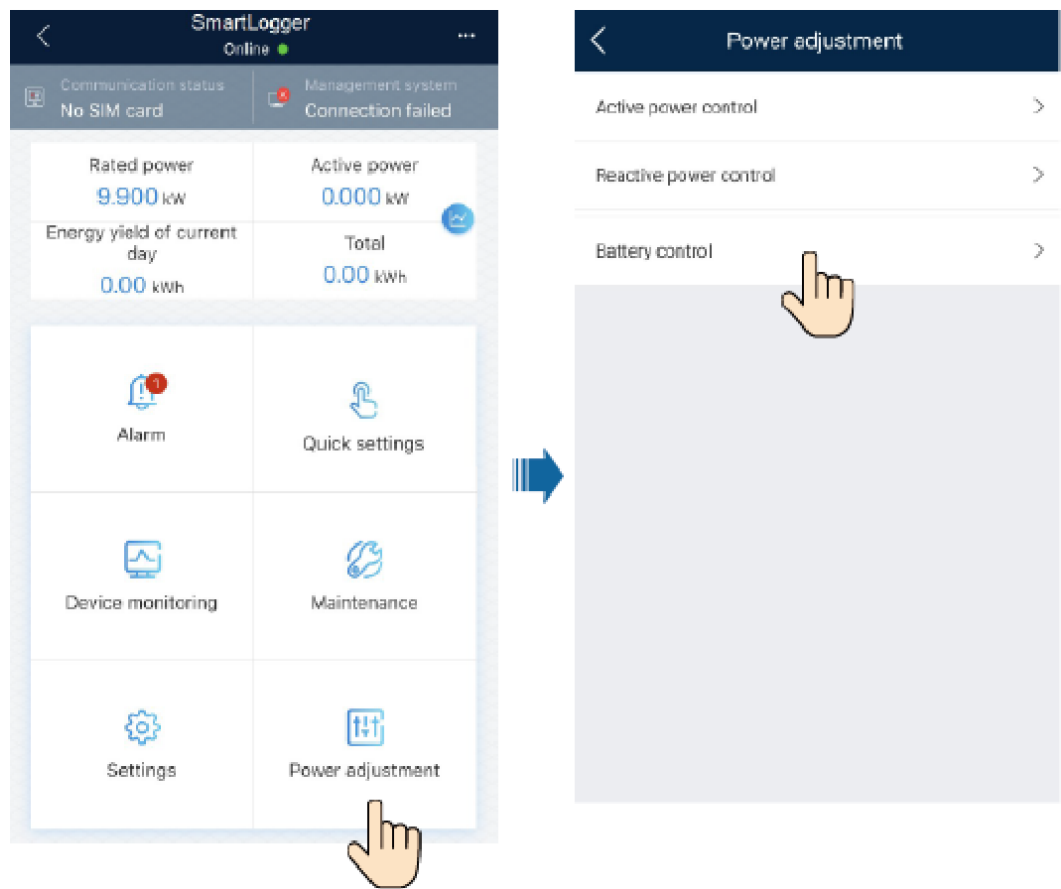 SmartLogger
Online
...
Communication status
No SIM card
Management system
Connection failed
Rated power
9.900 kW
Active power
0.000 kW
Energy yield of current
day
0.00 kWh
Total
0.00 kWh
1
Alarm
Quick settings
Device monitoring
Maintenance
Settings
Power adjustment
Power adjustment
Active power control
Reactive power control
Battery control